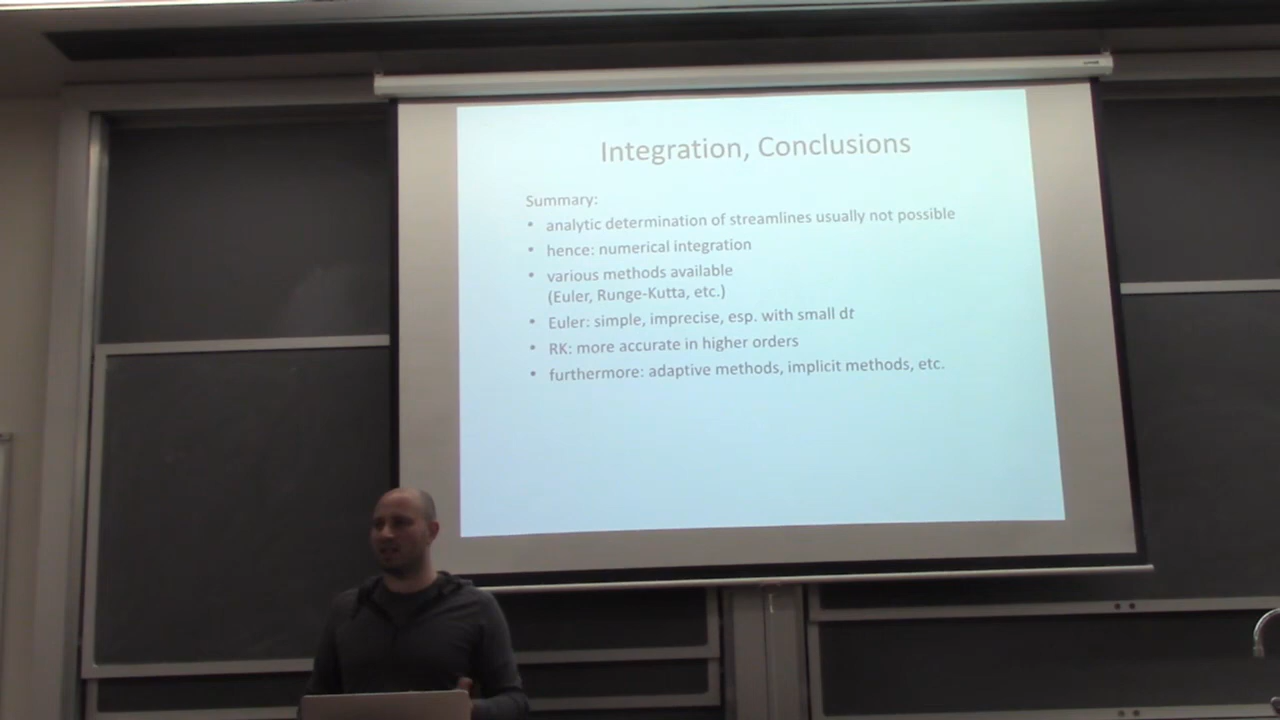 Integration, Conclusions
Summary:
• analytic determination of streamlines usually not possible
• hence: numerical integration
• various methods available
(Euler, Runge-Kutta, etc.)
• Euler: simple, imprecise, esp. with small dt
• RK: more accurate in higher orders
• furthermore: adaptive methods, implicit methods, etc.